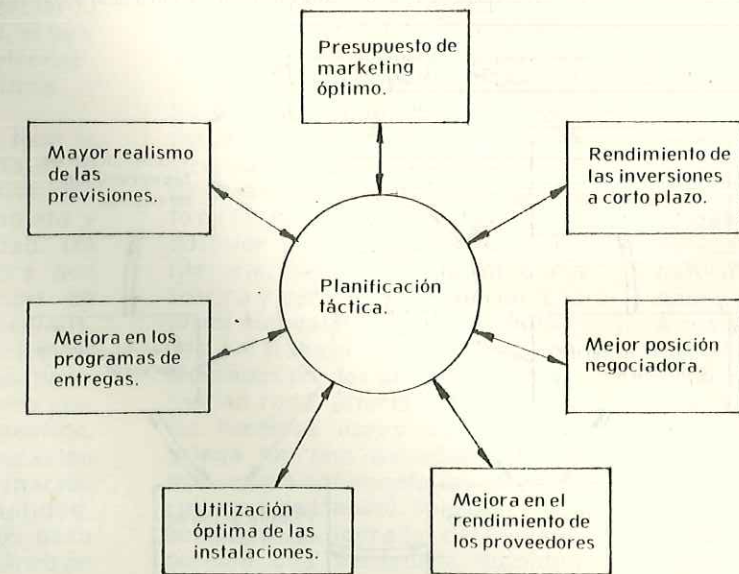 Presupuesto de
marketing
óptimo.
Mayor realismo
de las
previsiones.
Rendimiento de
las inversiones
a corto plazo.
Planificación
táctica.
Mejora en los
programas de
entregas.
Mejor posición
negociadora.
Utilización
óptima de las
instalaciones.
Mejora en el
rendimiento de
los proveedores